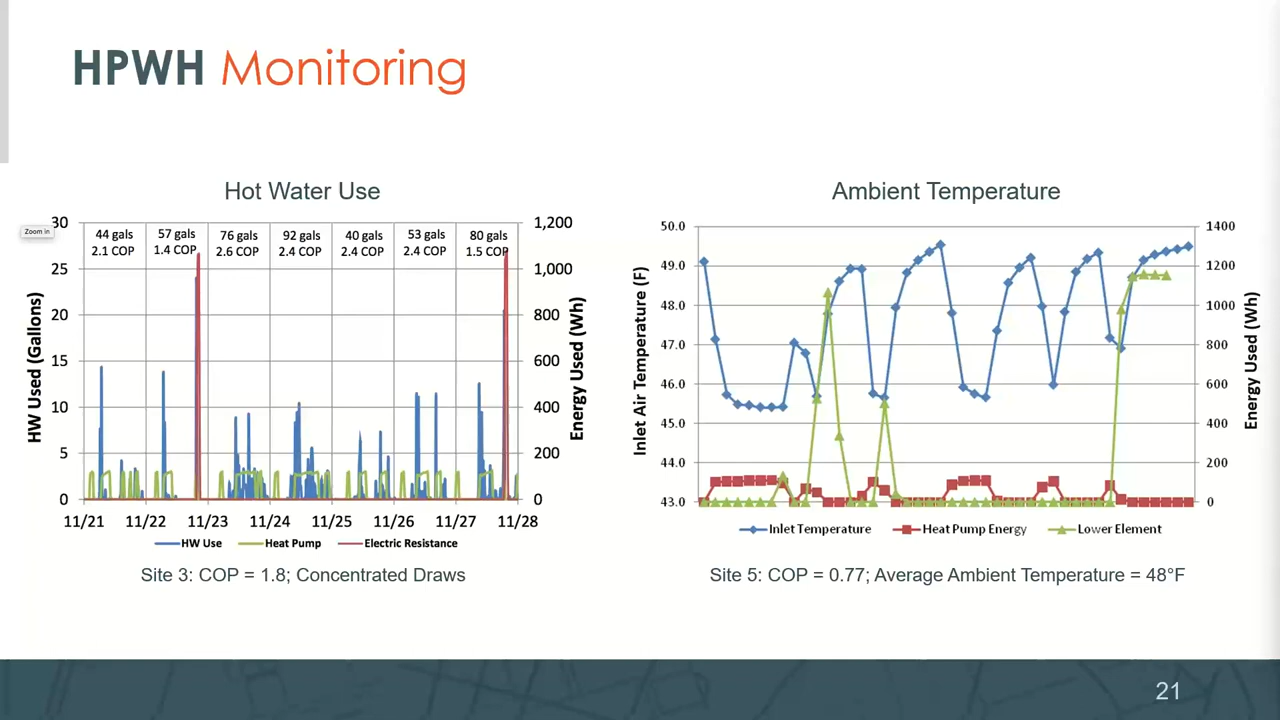 HPWH Monitoring
Hot Water Use
Zoom in
HW Used (Gallons)
30
25
20
15
10
5
0
44 gals
2.1 COP
57 gals
1.4 COP
76 gals
2.6 COP
92 gals
2.4 COP
40 gals
2.4 COP
53 gals
2.4 COP
80 gals
1.5 COP
1,200
1,000
800
600
400
200
0
Energy Used (Wh)
11/21 11/22 11/23 11/24 11/25 11/26 11/27 11/28
HW Use Heat Pump Electric Resistance
Site 3: COP = 1.8; Concentrated Draws
Ambient Temperature
Inlet Air Temperature (F)
50.0
49.0
48.0
47.0
46.0
45.0
44.0
43.0
1400
1200
1000
800
600
400
200
0
Energy Used (Wh)
Inlet Temperature Heat Pump Energy Lower Element
Site 5: COP = 0.77; Average Ambient Temperature = 48°F
21